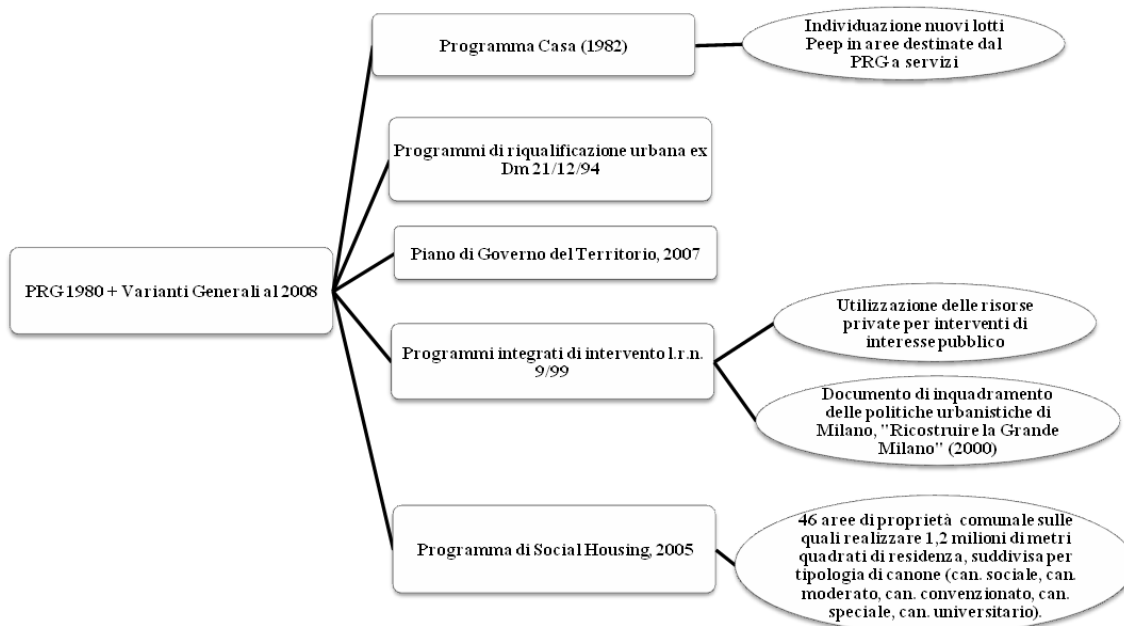 PRG 1980 + Varianti Generali al 2008
Programma Casa (1982)
Individuazione nuovi lotti
Peep in aree destinate dal
PRG a servizi
Programmi di riqualificazione urbana ex
Dm 21/12/94
Piano di Governo del Territorio, 2007
Programmi integrati di intervento l.r.n.
9/99
Utilizzazione delle risorse
private per interventi di
interesse pubblico
Documento di inquadramento
delle politiche urbanistiche di
Milano, "Ricostruire la Grande
Milano" (2000)
Programma di Social Housing, 2005
46 aree di proprietà comunale sulle
quali realizzare 1,2 milioni di metri
quadrati di residenza, suddivisa per
tipologia di canone (can. sociale, can.
moderato, can. convenzionato, can.
speciale, can. universitario).